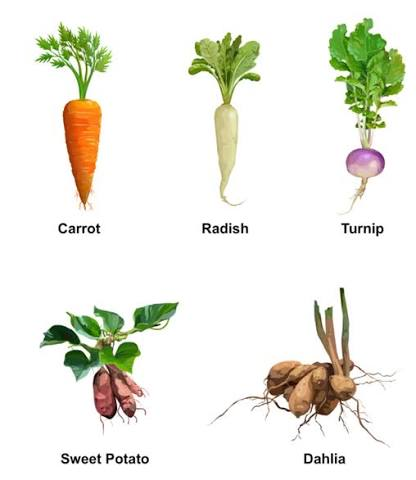 Carrot
Radish
Turnip
Sweet Potato
Dahlia